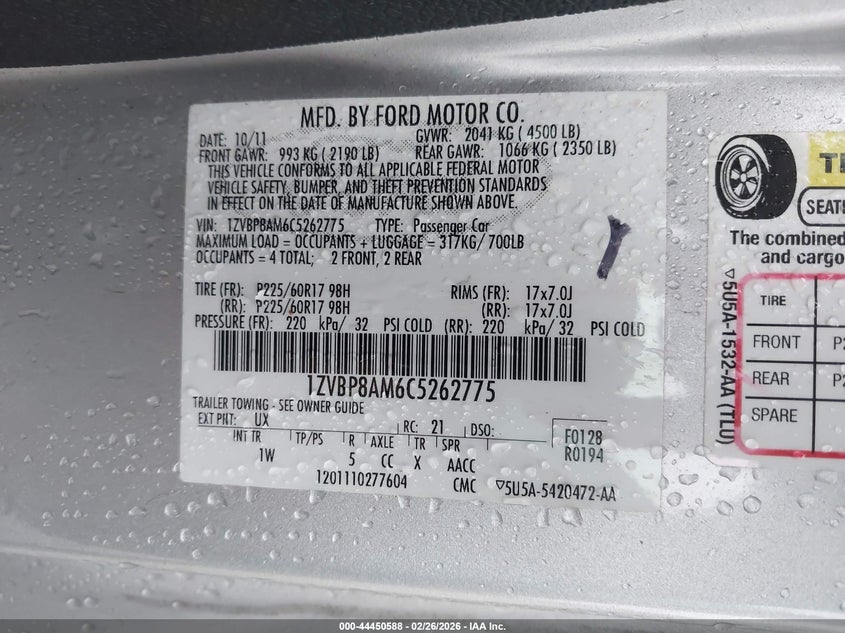 MFD. BY FORD MOTOR CO.
DATE: 10/11 GVWR: 2041 KG ( 4500 LB)
FRONT GAWR: 993 KG ( 2190 LB) REAR GAWR: 1066 KG ( 2350 LB)
THIS VEHICLE CONFORMS TO ALL APPLICABLE FEDERAL MOTOR
VEHICLE SAFETY, BUMPER, AND THEFT PREVENTION STANDARDS
IN EFFECT ON THE DATE OF MANUFACTURE SHOWN ABOVE.
VIN: 1ZVBP8AM6C5262775 TYPE: Passenger Car
MAXIMUM LOAD = OCCUPANTS + LUGGAGE = 317KG/ 700LB
OCCUPANTS = 4 TOTAL; 2 FRONT, 2 REAR
TIRE (FR): P225/60R17 98H RIMS (FR): 17x7.0J
(RR): P225/60R17 98H (RR): 17x7.0J
PRESSURE (FR): 220 kPa/ 32 PSI COLD (RR): 220 kPa/ 32 PSI COLD
1ZVBP8AM6C5262775
TRAILER TOWING - SEE OWNER GUIDE
EXT PNT: UX RC: 21 DSO: F0128
INT TR TP/PS R AXLE TR SPR R0194
1W 5 CC X AACC
1201110277604 CMC ▽5U5A-5420472-AA
SEAT
The combined
and cargo
▽5U5A-1532-AA (TLU)
TIRE
FRONT
REAR
SPARE
000-44450588 - 02/26/2026 - IAA Inc.